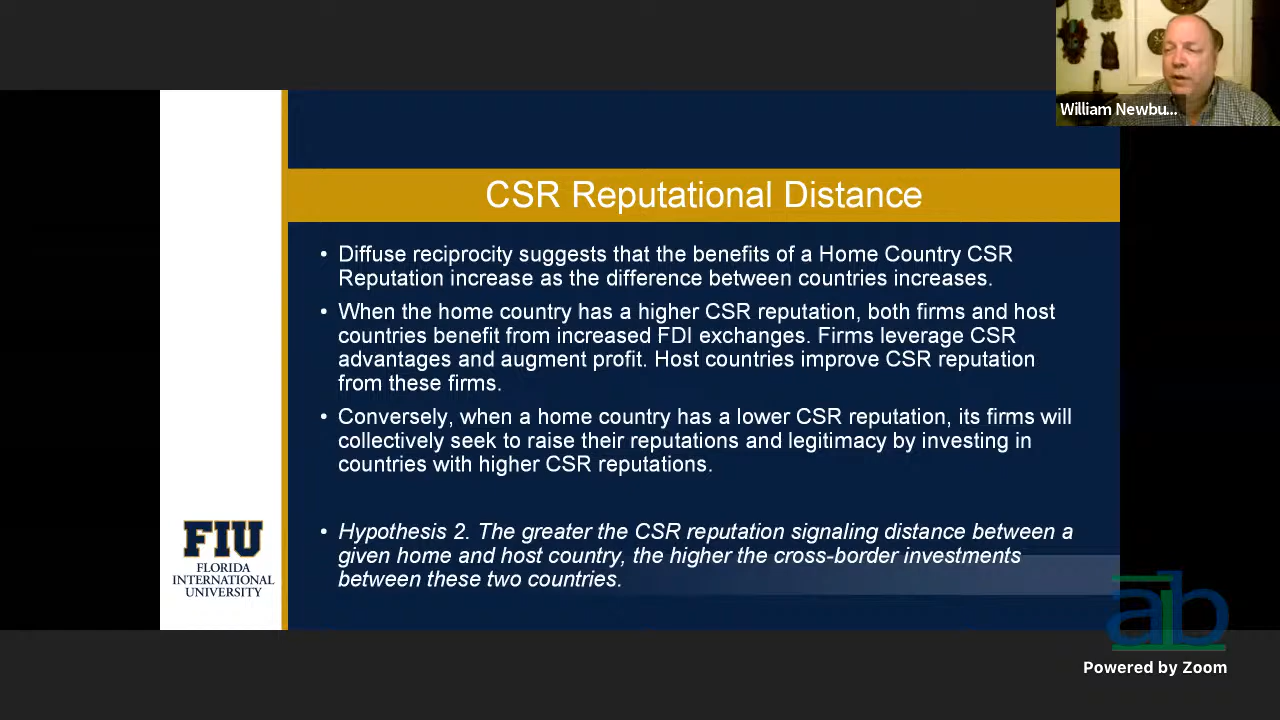 William Newbu...
CSR Reputational Distance
• Diffuse reciprocity suggests that the benefits of a Home Country CSR
Reputation increase as the difference between countries increases.
• When the home country has a higher CSR reputation, both firms and host
countries benefit from increased FDI exchanges. Firms leverage CSR
advantages and augment profit. Host countries improve CSR reputation
from these firms.
• Conversely, when a home country has a lower CSR reputation, its firms will
collectively seek to raise their reputations and legitimacy by investing in
countries with higher CSR reputations.
• Hypothesis 2. The greater the CSR reputation signaling distance between a
given home and host country, the higher the cross-border investments
between these two countries.
FIU
FLORIDA
INTERNATIONAL
UNIVERSITY
aib
Powered by Zoom